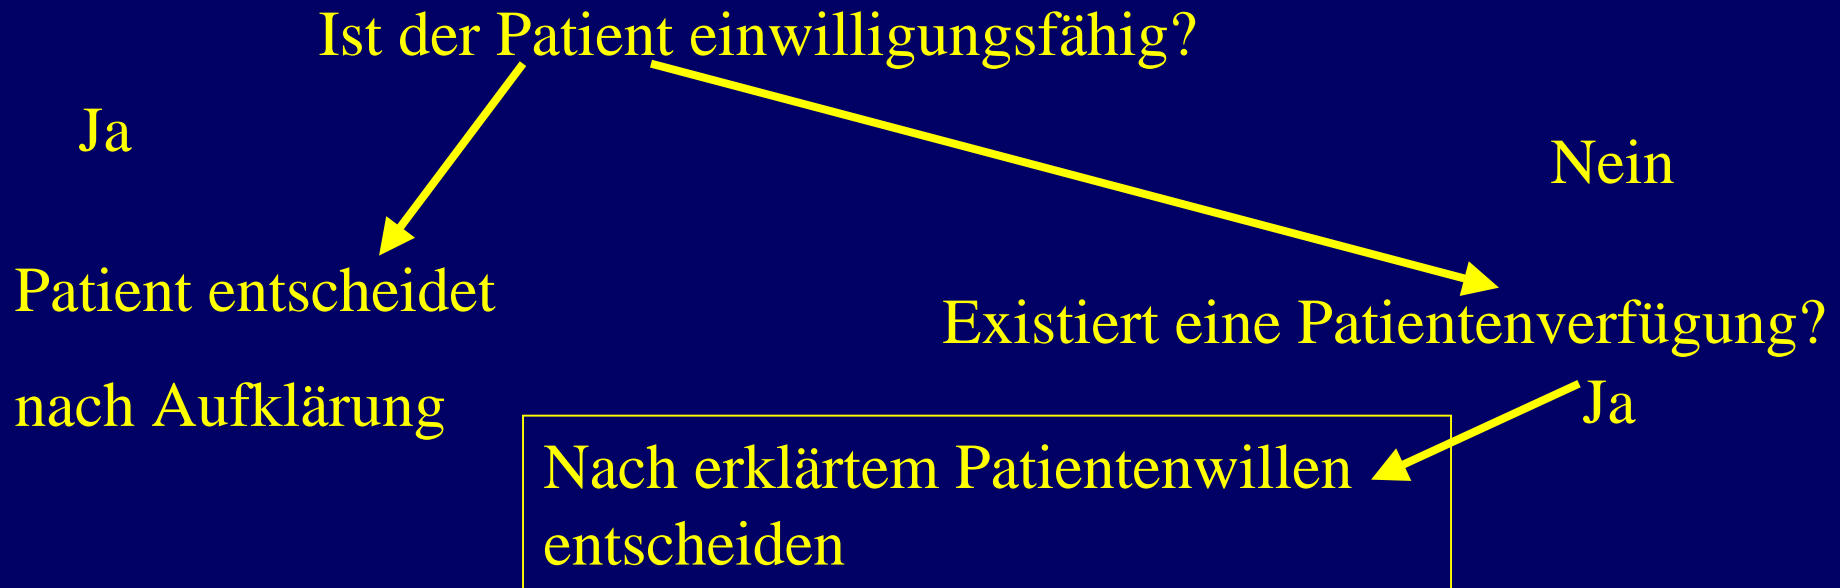 Ist der Patient einwilligungsfähig?
Ja
Nein
Patient entscheidet
nach Aufklärung
Existiert eine Patientenverfügung?
Ja
Nach erklärtem Patientenwillen
entscheiden